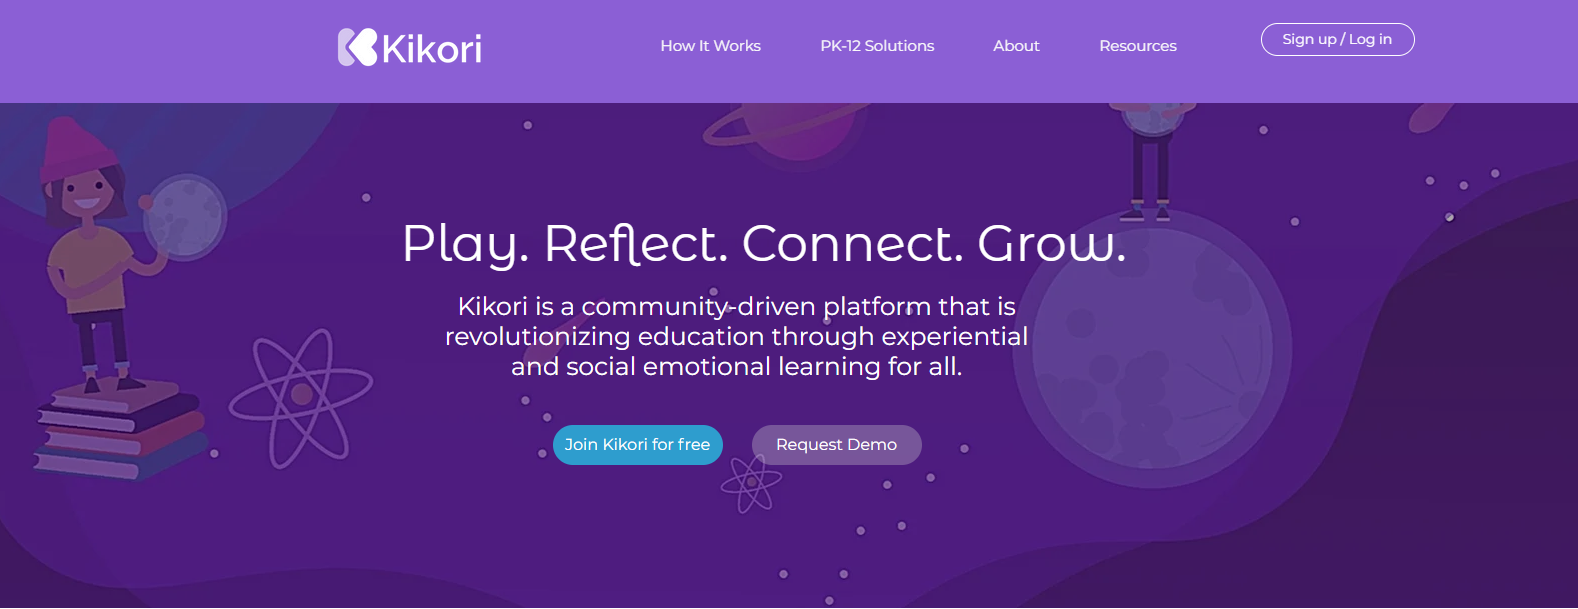 Kikori
How It Works
PK-12 Solutions
About
Resources
Sign up / Log in
Play. Reflect. Connect. Grow.
Kikori is a community-driven platform that is
revolutionizing education through experiential
and social emotional learning for all.
Join Kikori for free
Request Demo